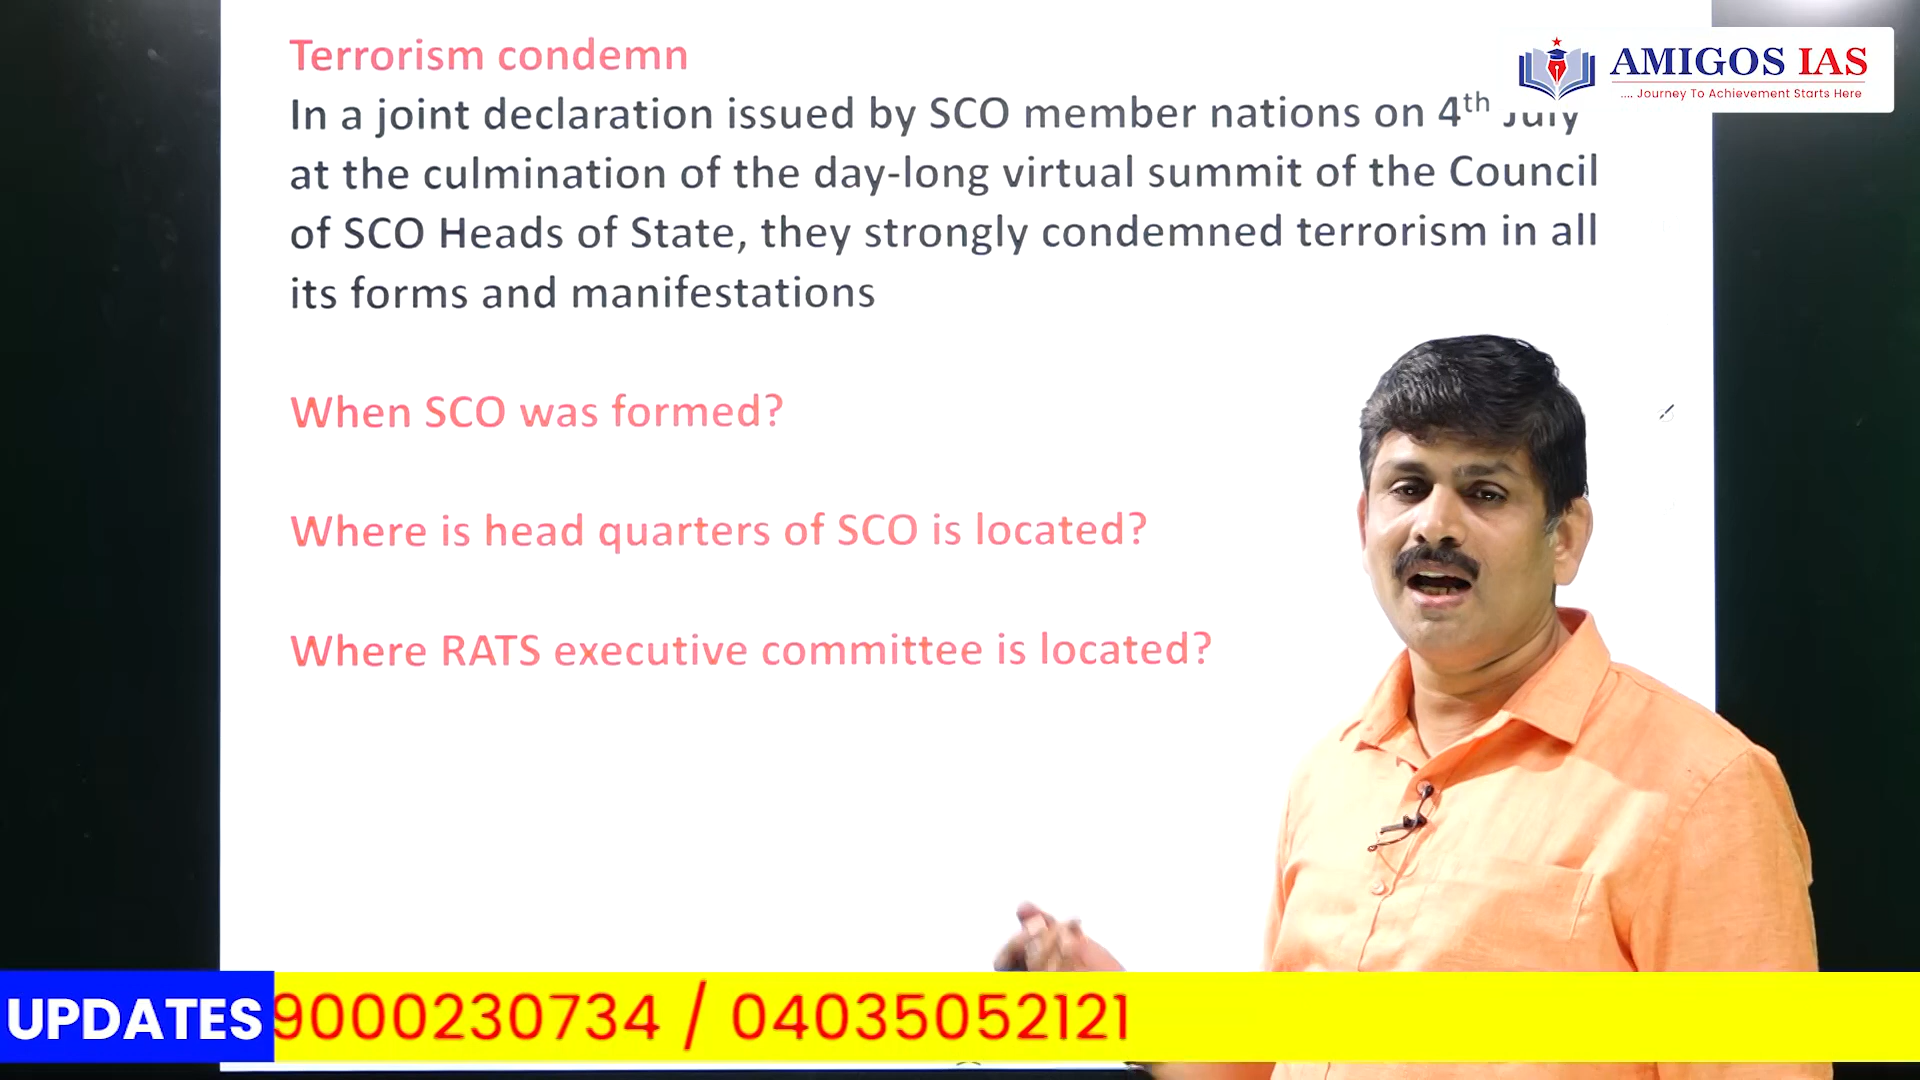 Terrorism condemn
AMIGOS IAS
.... Journey To Achievement Starts Here
In a joint declaration issued by SCO member nations on 4th July
at the culmination of the day-long virtual summit of the Council
of SCO Heads of State, they strongly condemned terrorism in all
its forms and manifestations
When SCO was formed?
Where is head quarters of SCO is located?
Where RATS executive committee is located?
UPDATES 9000230734 / 04035052121